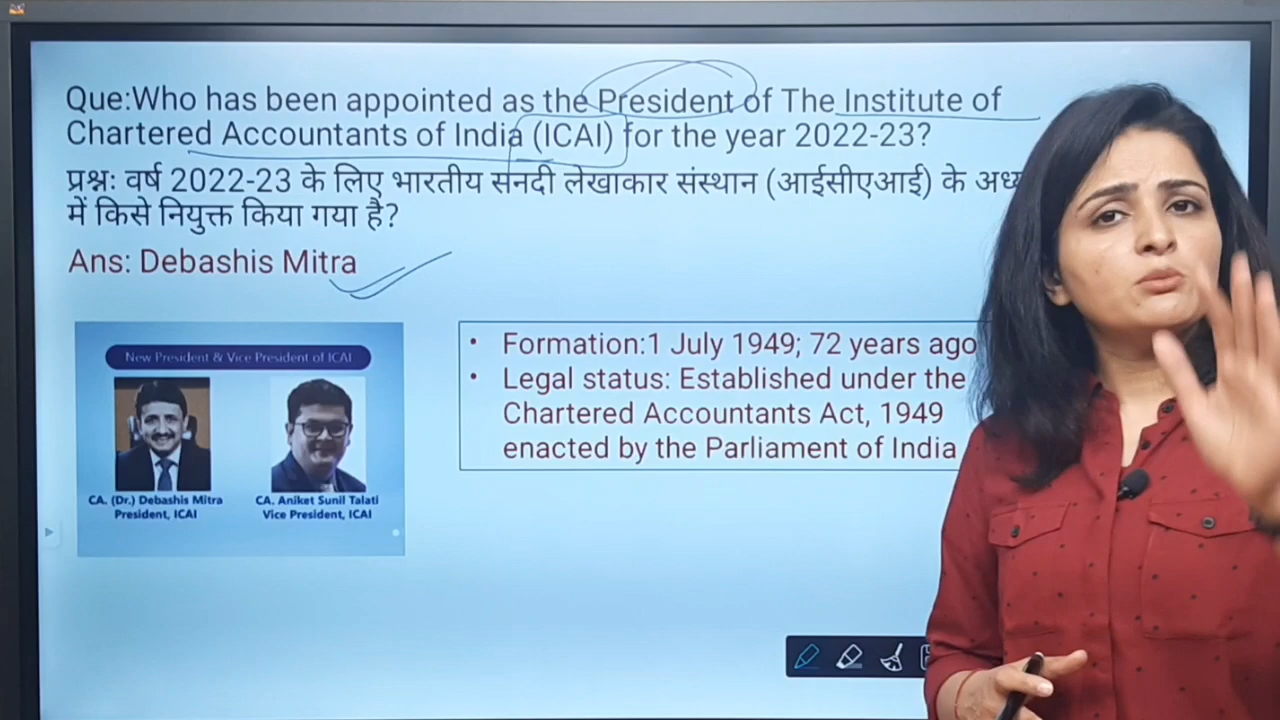 Que:Who has been appointed as the President of The Institute of
Chartered Accountants of India (ICAI) for the year 2022-23?
प्रश्न: वर्ष 2022-23 के लिए भारतीय सनदी लेखाकार संस्थान (आईसीएआई) के
में किसे नियुक्त किया गया है?
Ans: Debashis Mitra
New President & Vice President of ICAI
CA. (Dr.) Debashis Mitra
President, ICAI
CA. Aniket Sunil Talati
Vice President, ICAI
• Formation:1 July 1949; 72 years ago
• Legal status: Established under the
Chartered Accountants Act, 1949
enacted by the Parliament of India